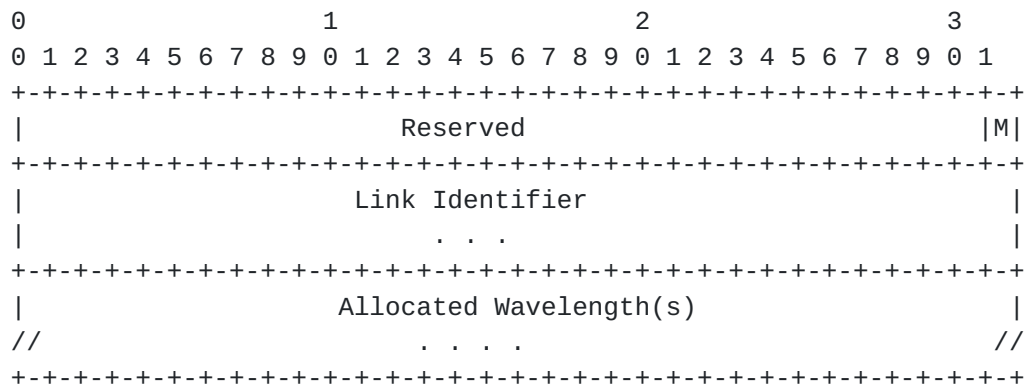 0                   1                   2                   3
0 1 2 3 4 5 6 7 8 9 0 1 2 3 4 5 6 7 8 9 0 1 2 3 4 5 6 7 8 9 0 1
+-+-+-+-+-+-+-+-+-+-+-+-+-+-+-+-+-+-+-+-+-+-+-+-+-+-+-+-+-+-+-+-+
|                        Reserved                             |M|
+-+-+-+-+-+-+-+-+-+-+-+-+-+-+-+-+-+-+-+-+-+-+-+-+-+-+-+-+-+-+-+-+
|                     Link Identifier                           |
|                          . . .                                |
+-+-+-+-+-+-+-+-+-+-+-+-+-+-+-+-+-+-+-+-+-+-+-+-+-+-+-+-+-+-+-+-+
|                    Allocated Wavelength(s)                    |
//                        . . . .                              //
+-+-+-+-+-+-+-+-+-+-+-+-+-+-+-+-+-+-+-+-+-+-+-+-+-+-+-+-+-+-+-+-+